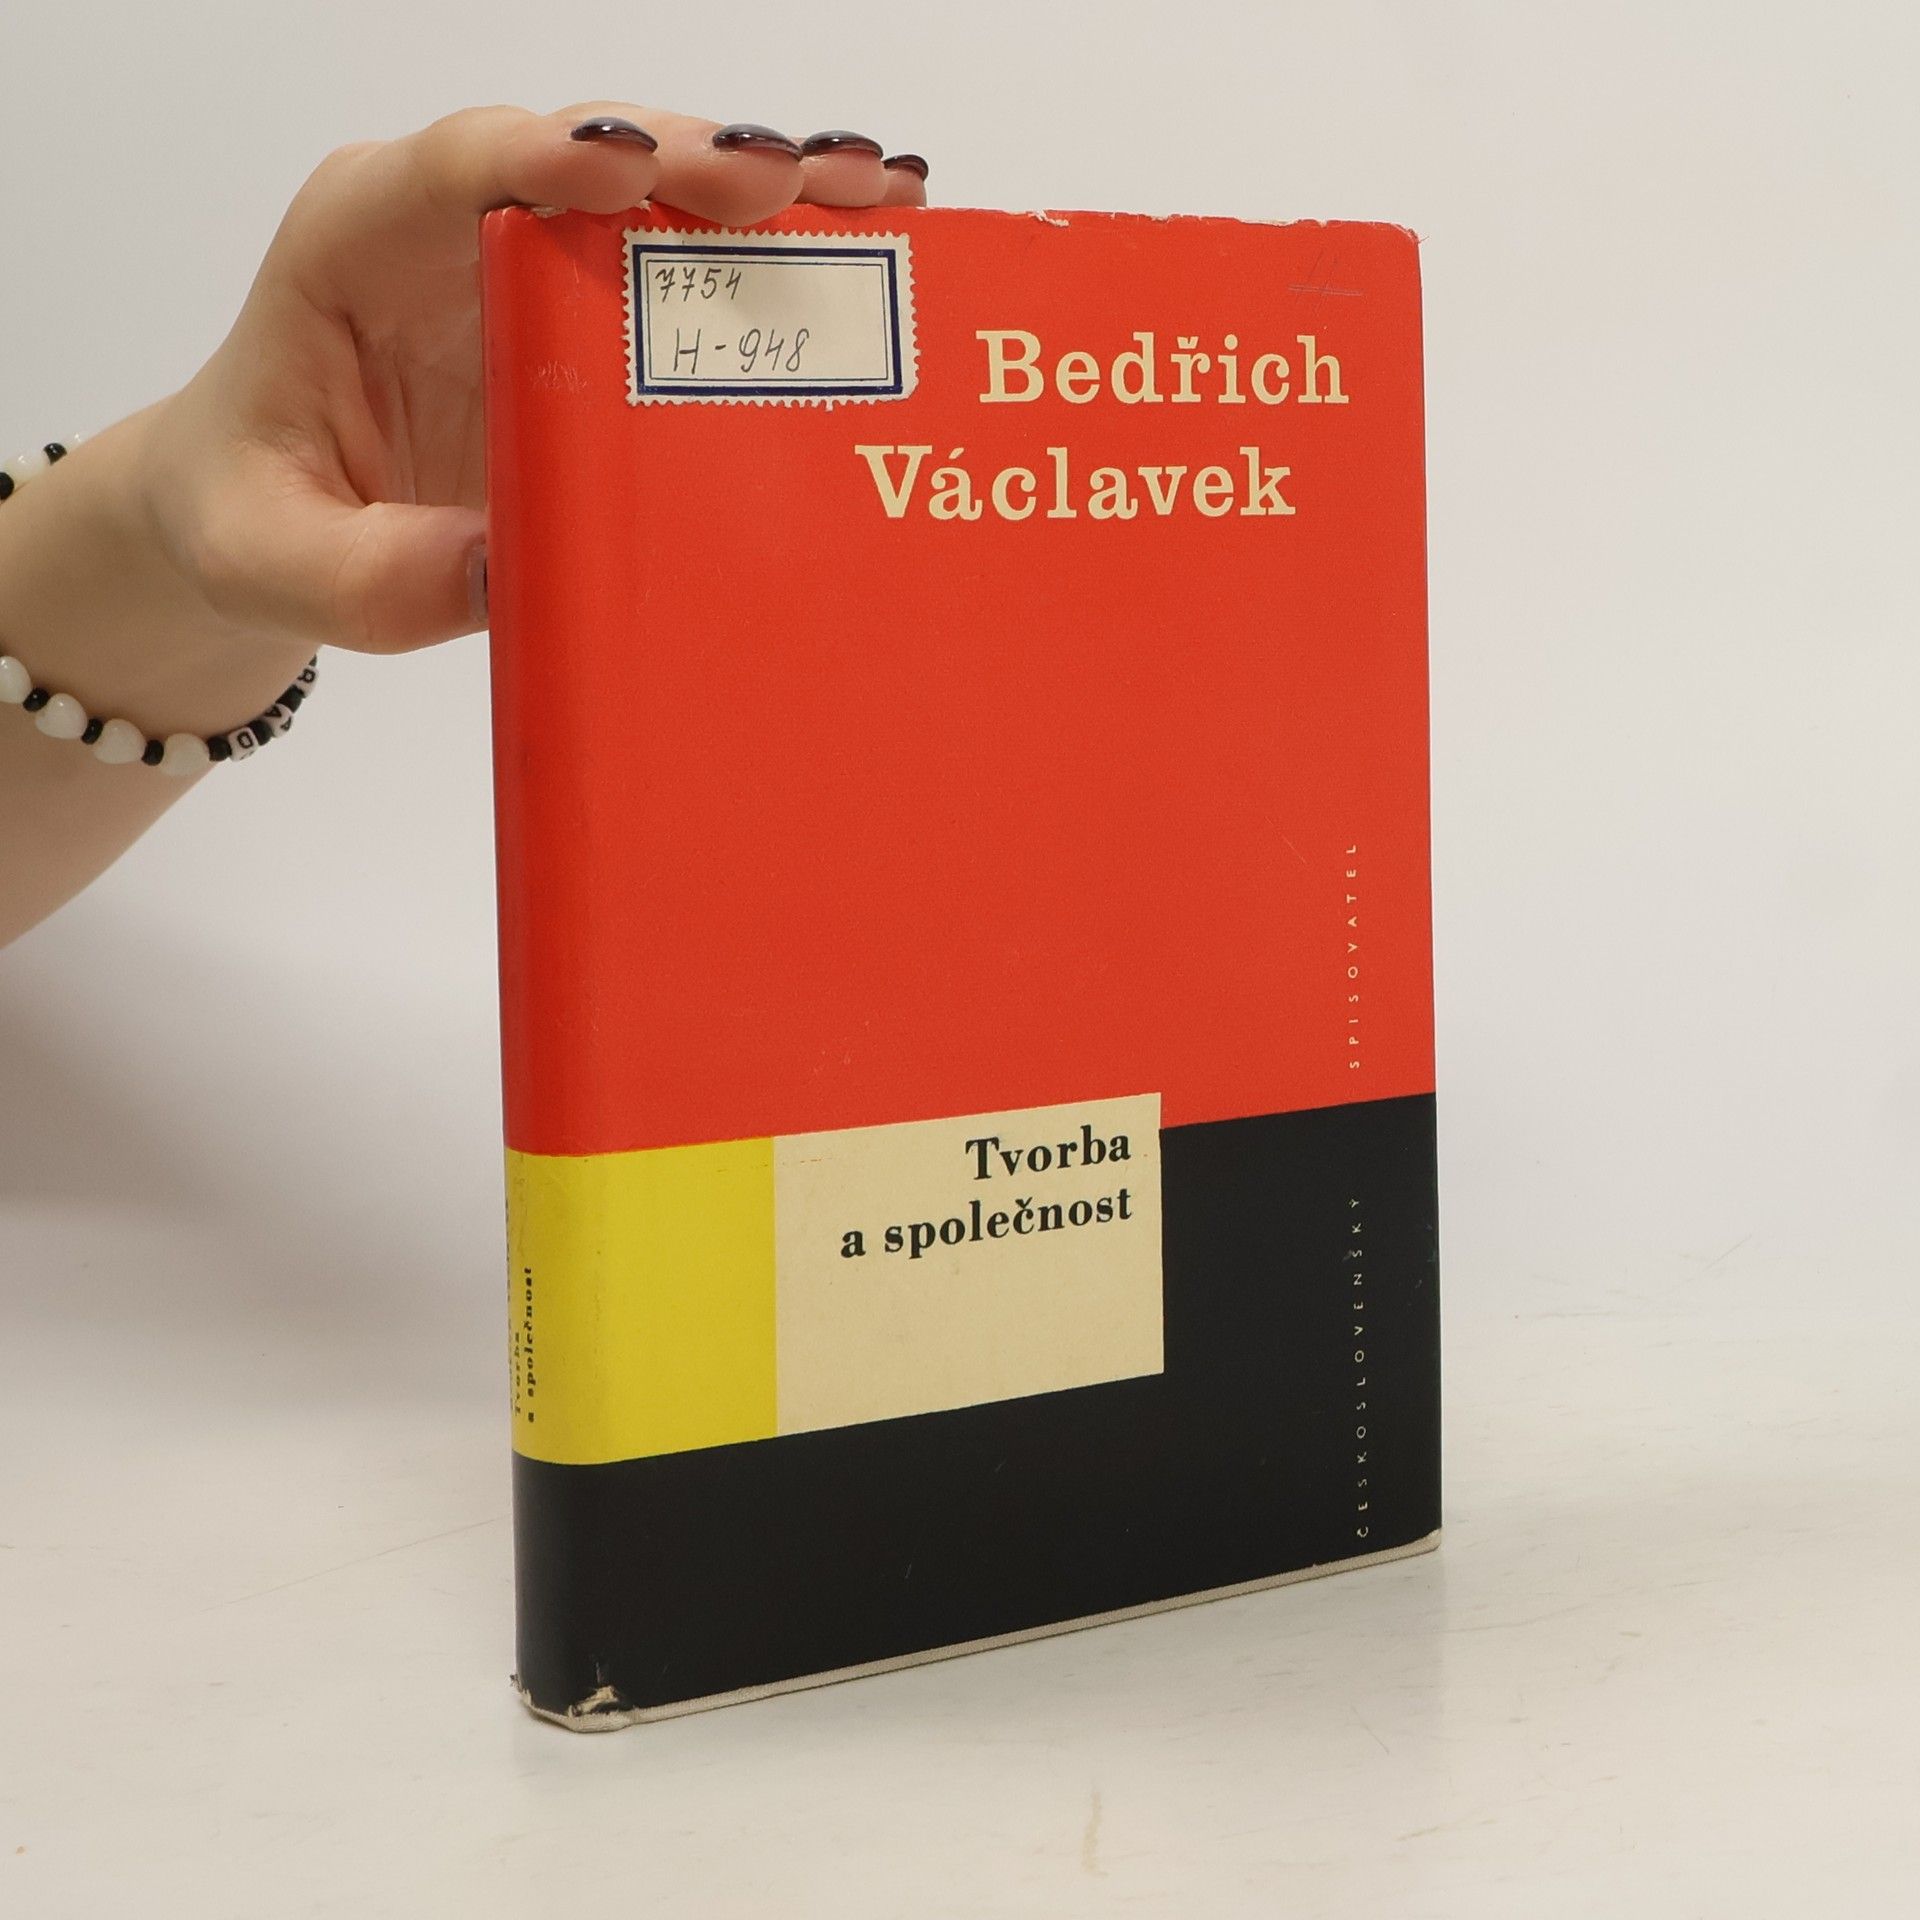 7754
H-948
Bedřich
Václavek
Tvorba
a společnost
ČESKOSLOVENSKÝ SPISOVATEL
Tvorba
a společnost